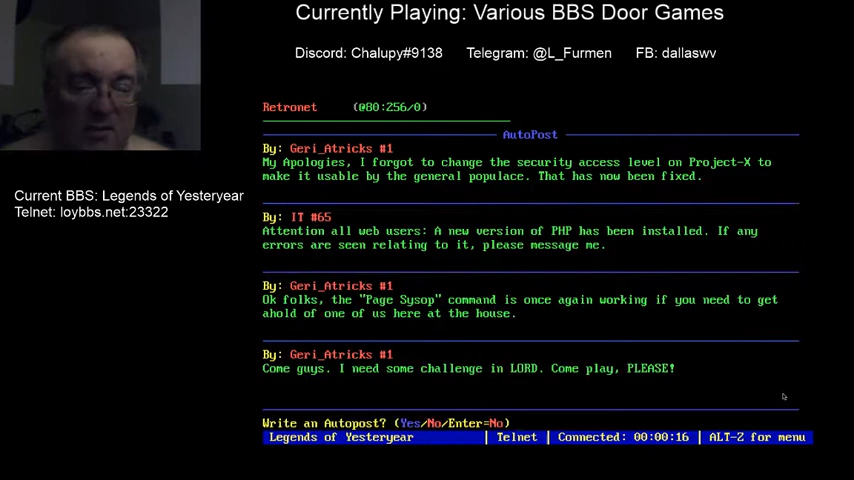 Currently Playing: Various BBS Door Games
Discord: Chalupy#9138 Telegram: @L_Furmen FB: dallaswv
Retronet (@80:256/0)
AutoPost
By: Geri_Atricks #1
My Apologies, I forgot to change the security access level on Project-X to
make it usable by the general populace. That has now been fixed.
Current BBS: Legends of Yesteryear
Telnet: loybbs.net:23322
By: IT #65
Attention all web users: A new version of PHP has been installed. If any
errors are seen relating to it, please message me.
By: Geri_Atricks #1
Ok folks, the "Page Sysop" command is once again working if you need to get
ahold of one of us here at the house.
By: Geri_Atricks #1
Come guys. I need some challenge in LORD. Come play, PLEASE!
Write an Autopost? (Yes/No/Enter=No)
Legends of Yesteryear | Telnet | Connected: 00:00:16 | ALT-Z for menu